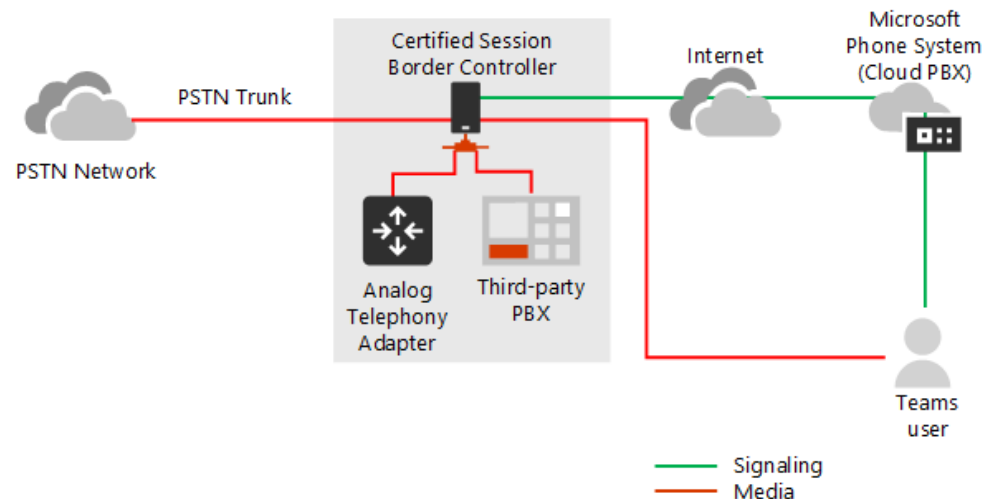 Certified Session
Border Controller
Internet
Microsoft
Phone System
(Cloud PBX)
PSTN Trunk
PSTN Network
Analog
Telephony
Adapter
Third-party
PBX
Teams
user
Signaling
Media